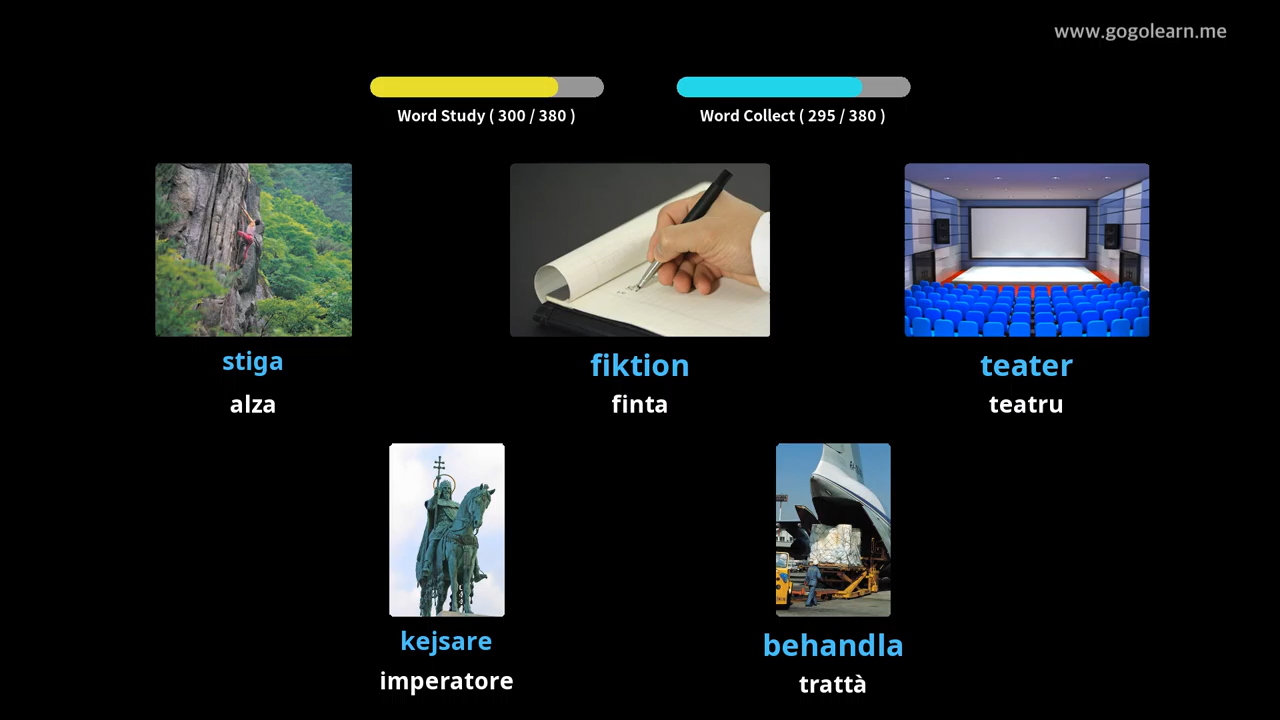 www.gogolearn.me
Word Study ( 300 / 380 )
Word Collect ( 295 / 380 )
stiga
alza
fiktion
finta
teater
teatru
kejsare
imperatore
behandla
trattà